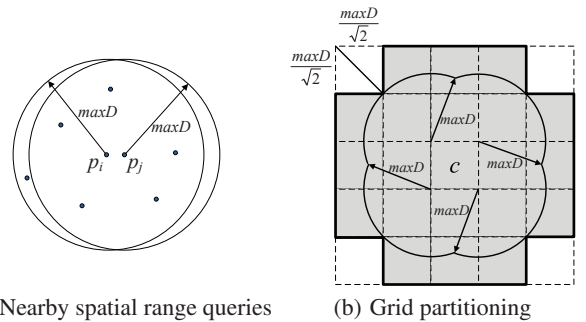 maxD
maxD
p_i
p_j
Nearby spatial range queries
maxD
√2
maxD
√2
maxD
maxD
maxD
c
maxD
(b) Grid partitioning